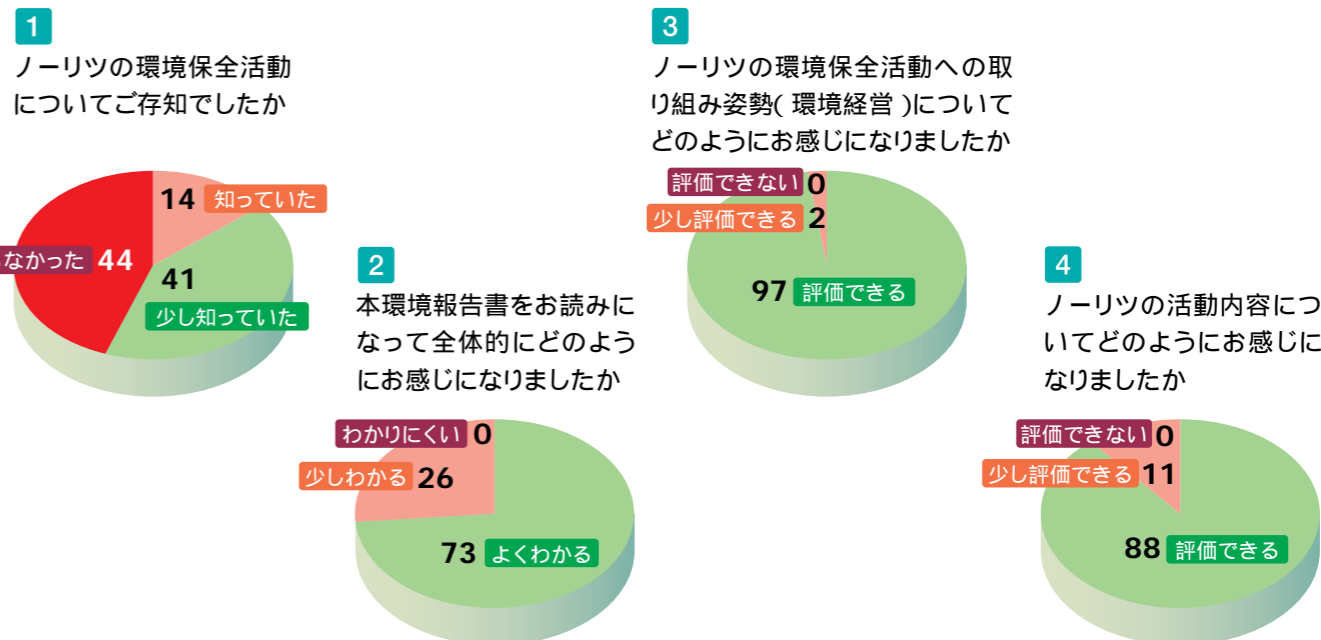 1
ノーリツの環境保全活動
についてご存知でしたか
14 知っていた
なかった 44
41
少し知っていた
2
本環境報告書をお読みに
なって全体的にどのよう
にお感じになりましたか
わかりにくい 0
少しわかる 26
73 よくわかる
3
ノーリツの環境保全活動への取
り組み姿勢( 環境経営 )について
どのようにお感じになりましたか
評価できない 0
少し評価できる 2
97 評価できる
4
ノーリツの活動内容につ
いてどのようにお感じに
なりましたか
評価できない 0
少し評価できる 11
88 評価できる